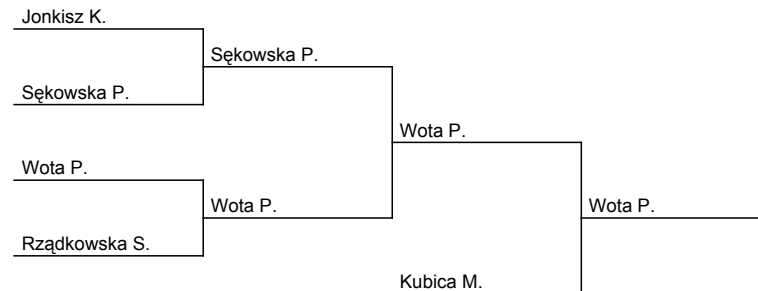 Jonkisz K.
Sękowska P.
Sękowska P.
Wota P.
Wota P.
Wota P.
Wota P.
Rządkowska S.
Kubica M.